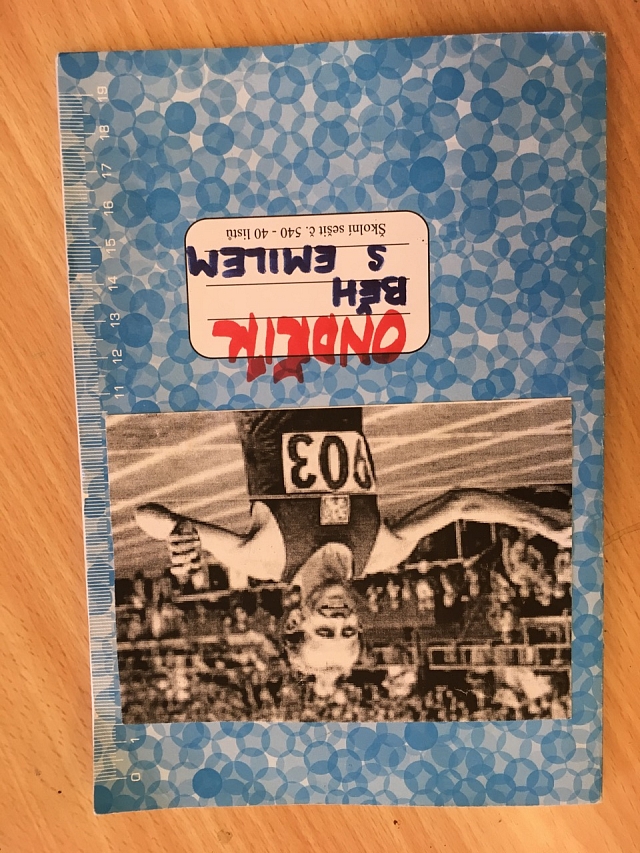 903
BĚH
S EMILEM
Školní sešit č. 540 - 40 listů
0 1 11 12 13 14 15 16 17 18 19